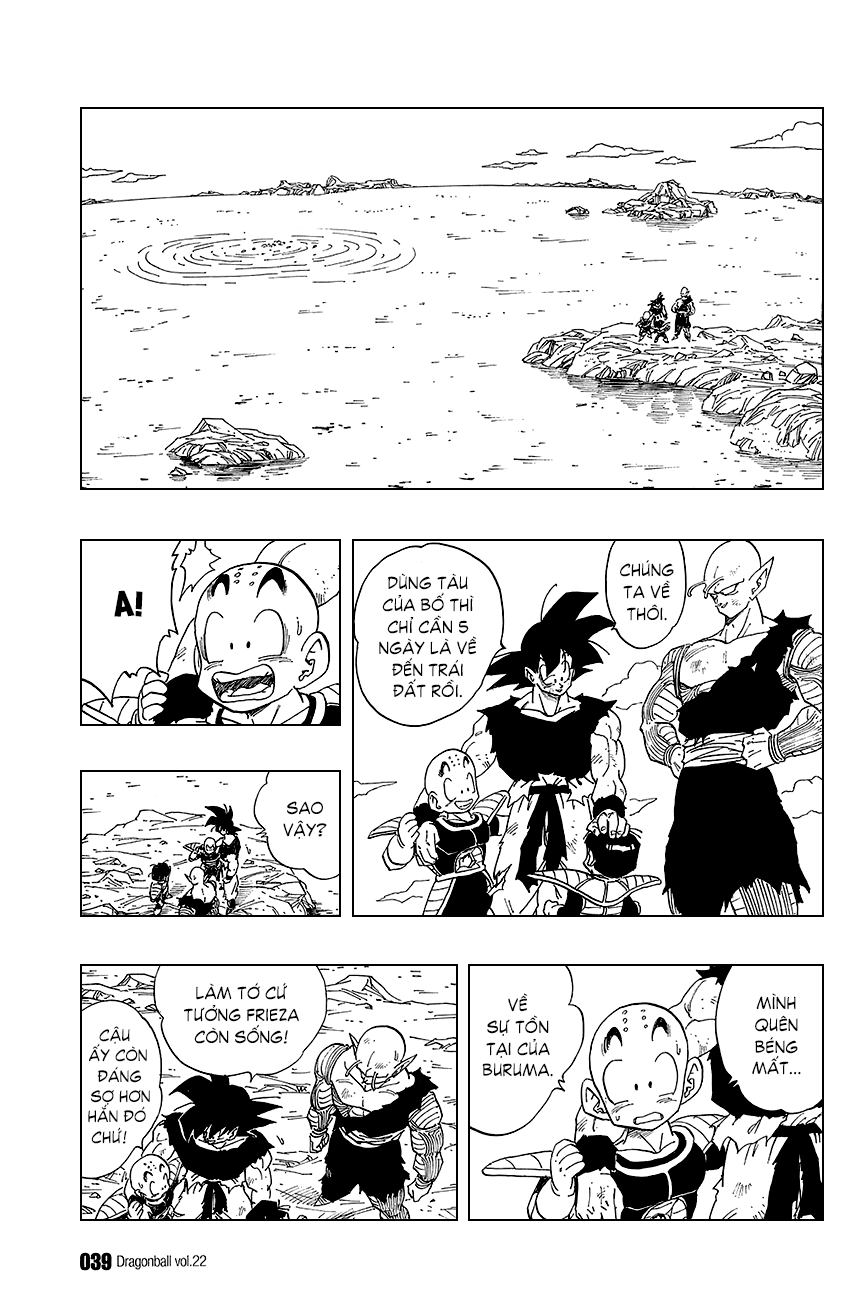 CHÚNG
TA VỀ
THÔI.
DÙNG TÀU
CỦA BỐ THÌ
CHỈ CẦN 5
NGÀY LÀ VỀ
ĐẾN TRÁI
ĐẤT RỒI.
A!
SAO
VẬY?
MÌNH
QUÊN
BÉNG
MẤT...
VỀ
SỰ TỒN
TẠI CỦA
BURUMA.
LÀM TỚ CỨ
TƯỞNG FRIEZA
CÒN SỐNG!
CẬU
ẤY CÒN
ĐÁNG
SỢ HƠN
HẮN ĐÓ
CHỨ!
039 Dragonball vol.22